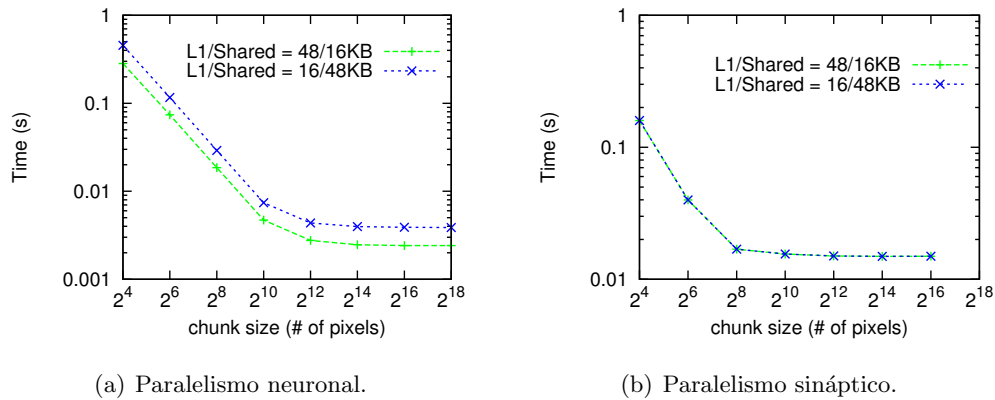 1
0.1
0.01
0.001
2^4 2^6 2^8 2^10 2^12 2^14 2^16 2^18
Time (s)
chunk size (# of pixels)
L1/Shared = 48/16KB
L1/Shared = 16/48KB
(a) Paralelismo neuronal.
1
0.1
0.01
2^4 2^6 2^8 2^10 2^12 2^14 2^16 2^18
Time (s)
chunk size (# of pixels)
L1/Shared = 48/16KB
L1/Shared = 16/48KB
(b) Paralelismo sináptico.